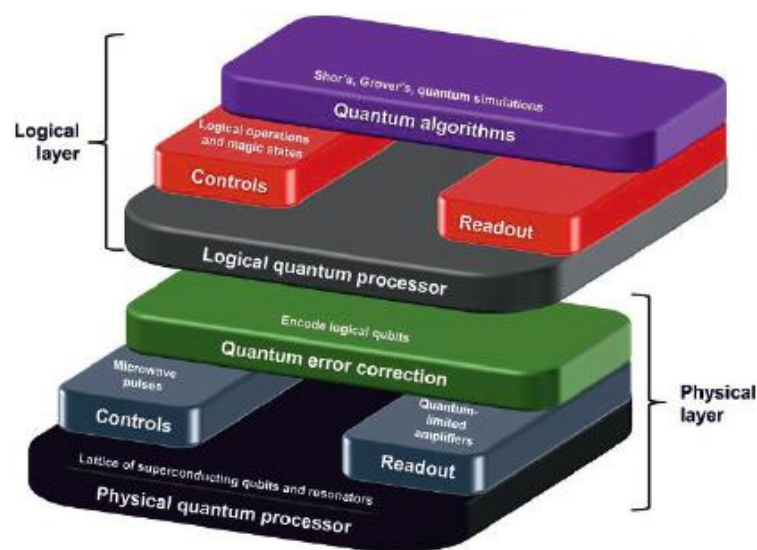 Logical
layer
Shor's, Grover's, quantum simulations
Quantum algorithms
Logical operations
and magic states
Controls
Readout
Logical quantum processor
Encode logical qubits
Quantum error correction
Microwave
pulses
Controls
Quantum-
limited
amplifiers
Readout
Lattice of superconducting qubits and resonators
Physical quantum processor
Physical
layer